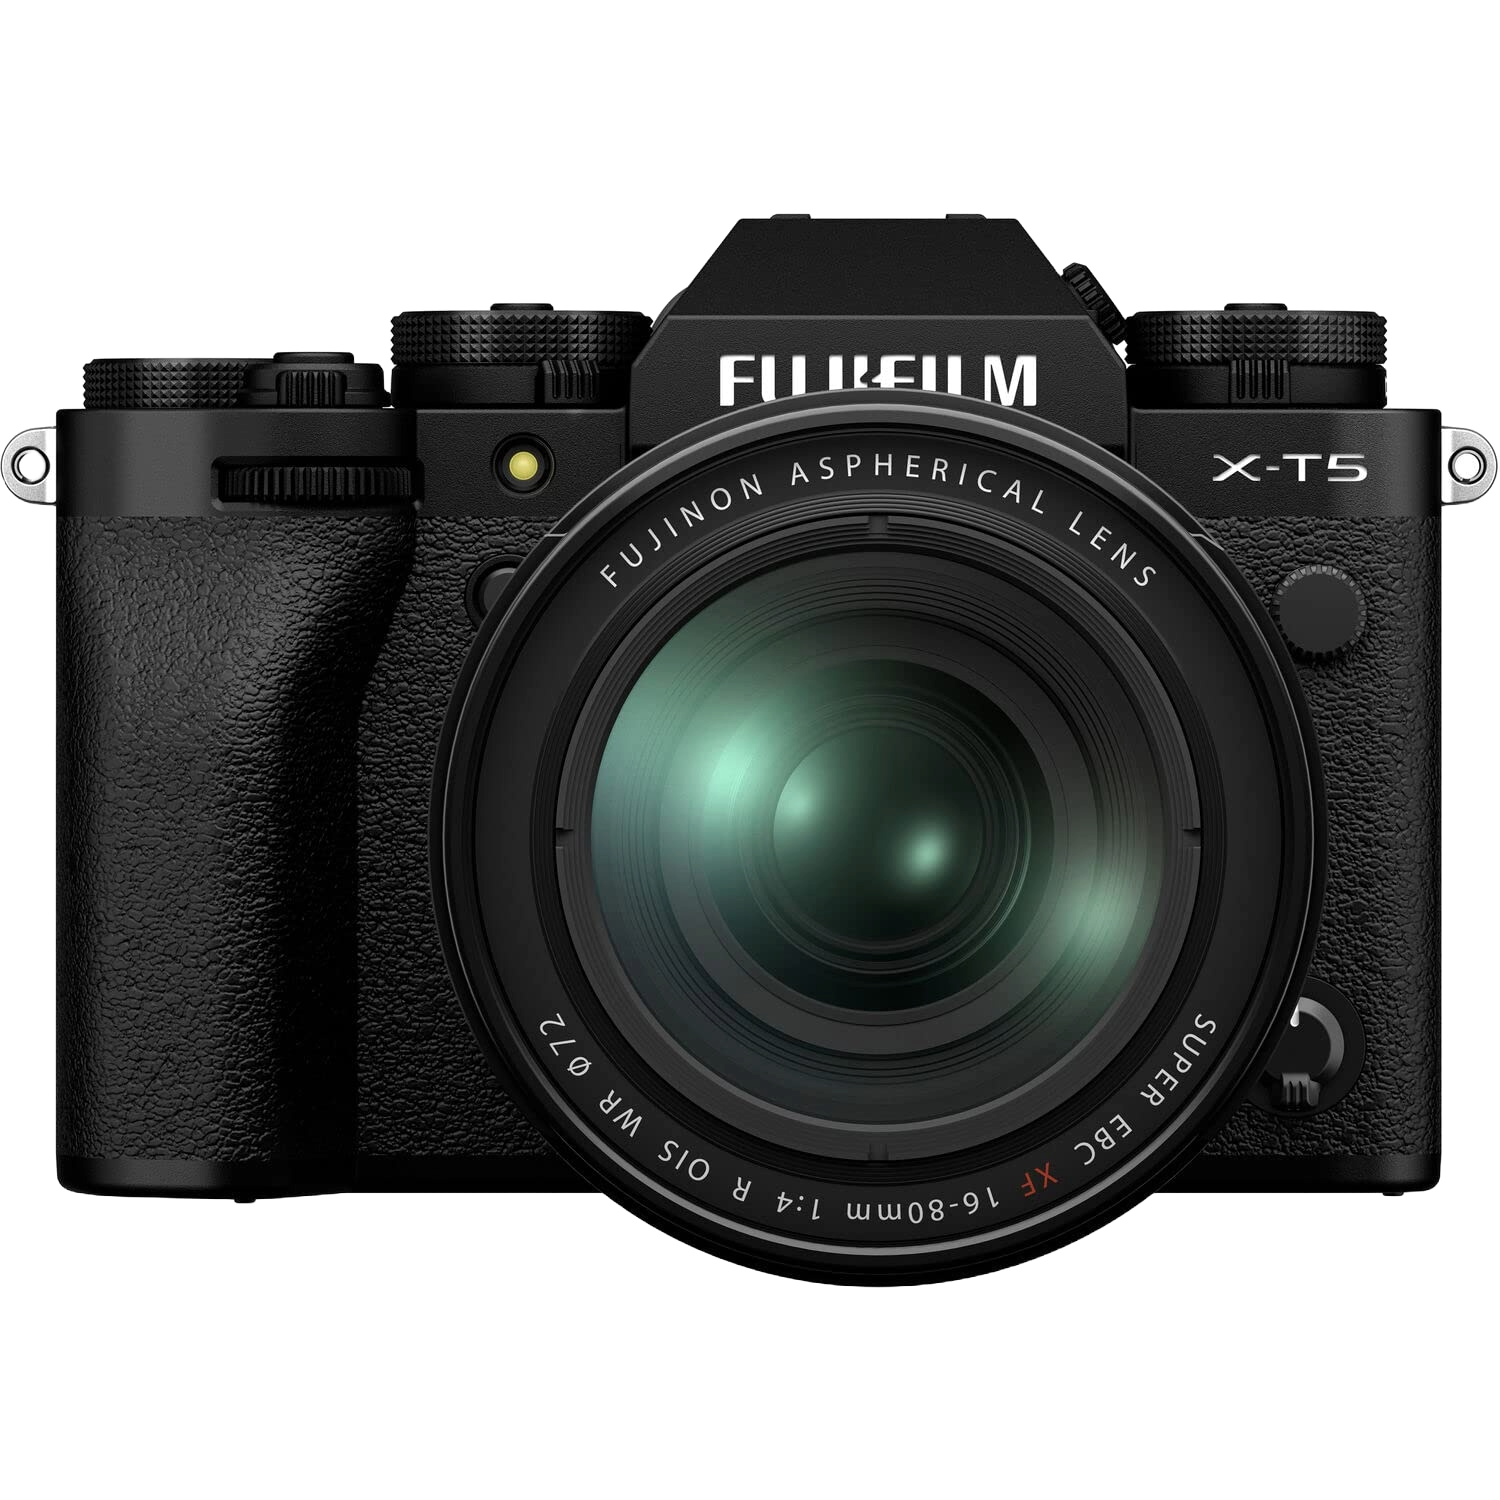 FUJIFILM
X-T5
FUJINON ASPHERICAL LENS
SUPER EBC XF 16-80mm 1:4 R OIS WR Ø72